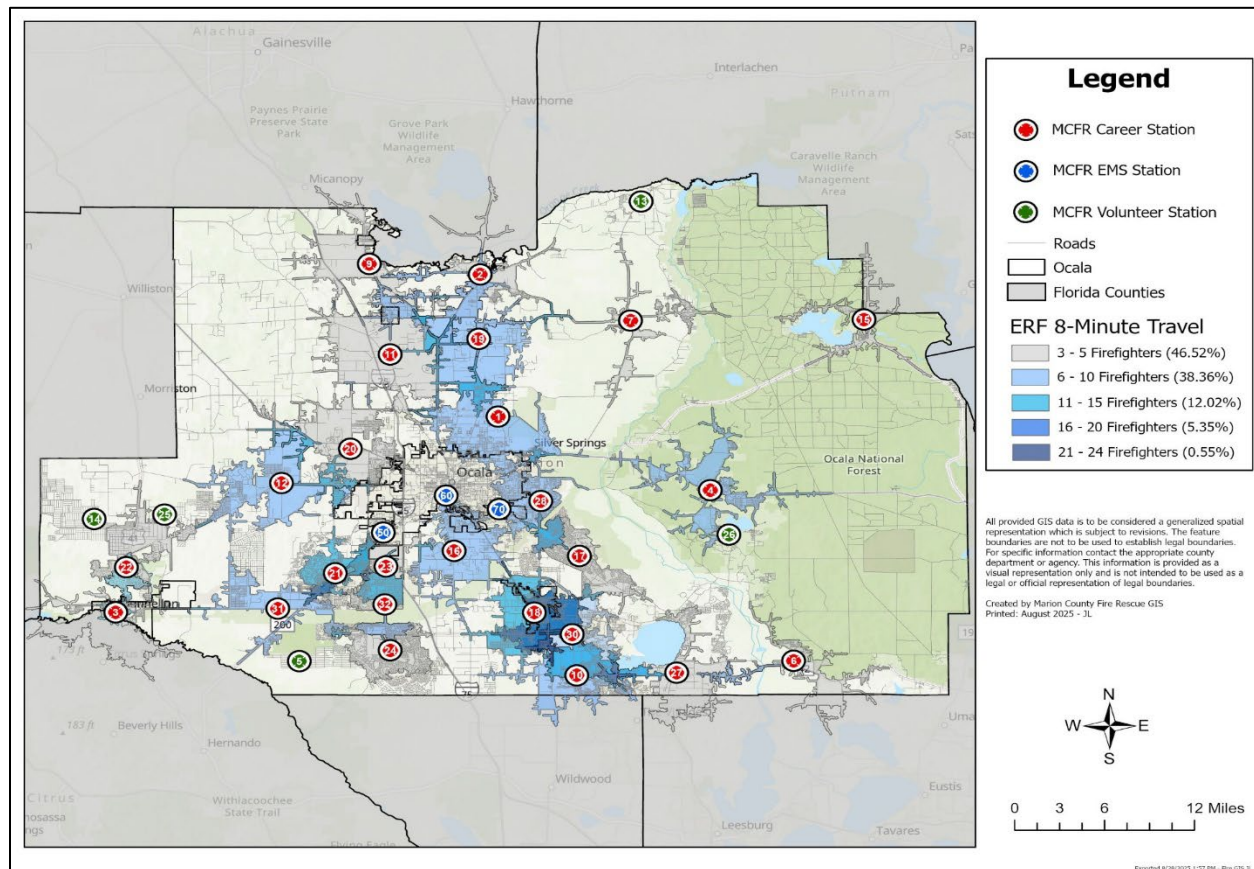 Alachua
Gainesville
Interlachen
Putnam
Hawthorne
Paynes Prairie
Preserve State
Park
Grove Park
Wildlife
Management
Area
Caravelle Ranch
Wildlife
Management
Area
Micanopy
13
9
2
Williston
7
15
19
11
Morriston
1
Silver Springs
20
Ocala
Ocala National
Forest
12
4
60
28
70
14
25
50
26
16
17
22
23
21
32
3
31
18
200
30
24
5
6
10
27
75
173 ft
183 ft
Beverly Hills
Hernando
Wildwood
Citrus
Withlacoochee
State Trail
Eustis
Leesburg
Tavares
Flying Eagle
Legend
MCFR Career Station
MCFR EMS Station
MCFR Volunteer Station
Roads
Ocala
Florida Counties
ERF 8-Minute Travel
3 - 5 Firefighters (46.52%)
6 - 10 Firefighters (38.36%)
11 - 15 Firefighters (12.02%)
16 - 20 Firefighters (5.35%)
21 - 24 Firefighters (0.55%)
All provided GIS data is to be considered a generalized spatial
representation which is subject to revisions. The feature
boundaries are not to be used to establish legal boundaries.
For specific information contact the appropriate county
department or agency. This information is provided as a
visual representation only and is not intended to be used as a
legal or official representation of legal boundaries.
Created by Marion County Fire Rescue GIS
Printed: August 2025 - JL
N
W
E
S
0 3 6 12 Miles